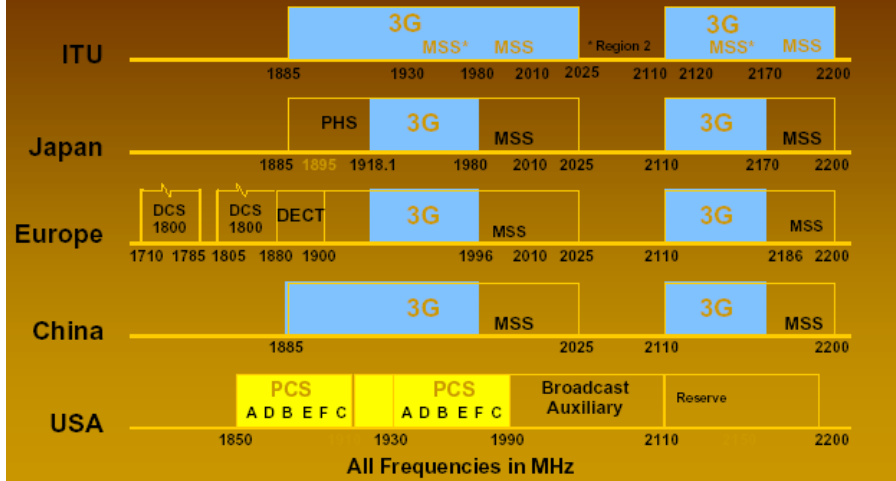 3G 3G
MSS* MSS * Region 2 MSS* MSS
ITU
1885 1930 1980 2010 2025 2110 2120 2170 2200
PHS 3G 3G
MSS MSS
Japan
1885 1895 1918.1 1980 2010 2025 2110 2170 2200
DCS DCS DECT 3G 3G
1800 1800 MSS MSS
Europe
1710 1785 1805 1880 1900 1996 2010 2025 2110 2186 2200
3G 3G
MSS MSS
China
1885 2025 2110 2200
PCS PCS Broadcast
A D B E F C A D B E F C Auxiliary Reserve
USA
1850 1930 1990 2110 2200
All Frequencies in MHz